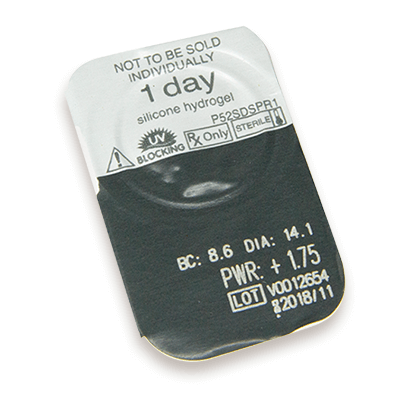 NOT TO BE SOLD
INDIVIDUALLY
1 day
silicone hydrogel
P52SDSPR1
UV
BLOCKING
Rx Only
STERILE
BC: 8.6 DIA: 14.1
PWR: + 1.75
LOT V0012654
2018/11